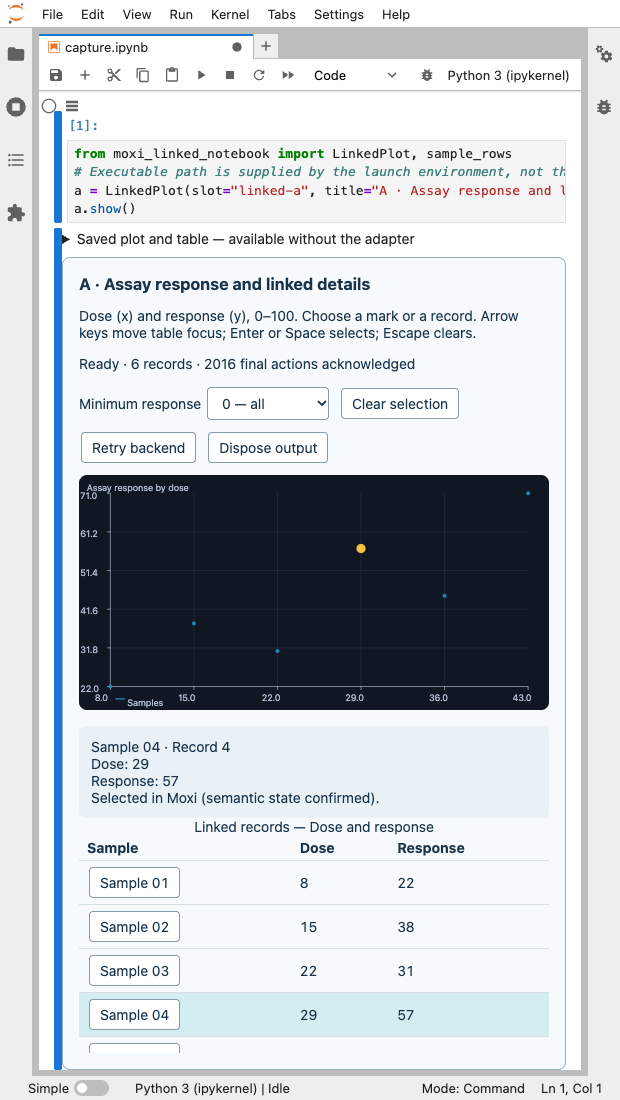 File Edit View Run Kernel Tabs Settings Help
capture.ipynb
Code
Python 3 (ipykernel)
[1]:
from moxi_linked_notebook import LinkedPlot, sample_rows
# Executable path is supplied by the launch environment, not th
a = LinkedPlot(slot="linked-a", title="A · Assay response and l
a.show()
Saved plot and table — available without the adapter
A · Assay response and linked details
Dose (x) and response (y), 0–100. Choose a mark or a record. Arrow
keys move table focus; Enter or Space selects; Escape clears.
Ready · 6 records · 2016 final actions acknowledged
Minimum response 0 — all Clear selection
Retry backend Dispose output
Assay response by dose
71.0
61.2
51.4
41.6
31.8
22.0
8.0 15.0 22.0 29.0 36.0 43.0
Samples
Sample 04 · Record 4
Dose: 29
Response: 57
Selected in Moxi (semantic state confirmed).
Linked records — Dose and response
Sample Dose Response
Sample 01 8 22
Sample 02 15 38
Sample 03 22 31
Sample 04 29 57
Simple Python 3 (ipykernel) | Idle Mode: Command Ln 1, Col 1